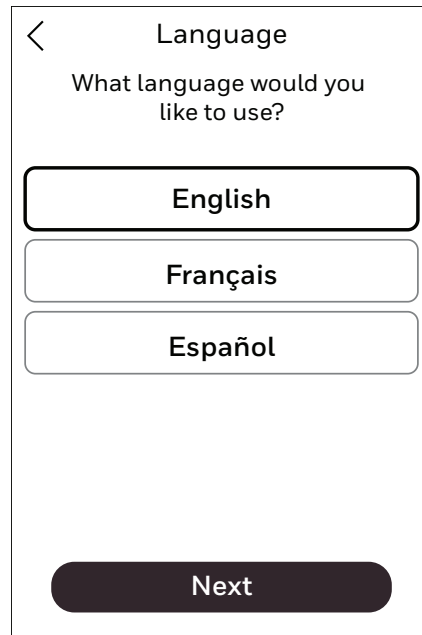 Language
What language would you
like to use?
English
Français
Español
Next